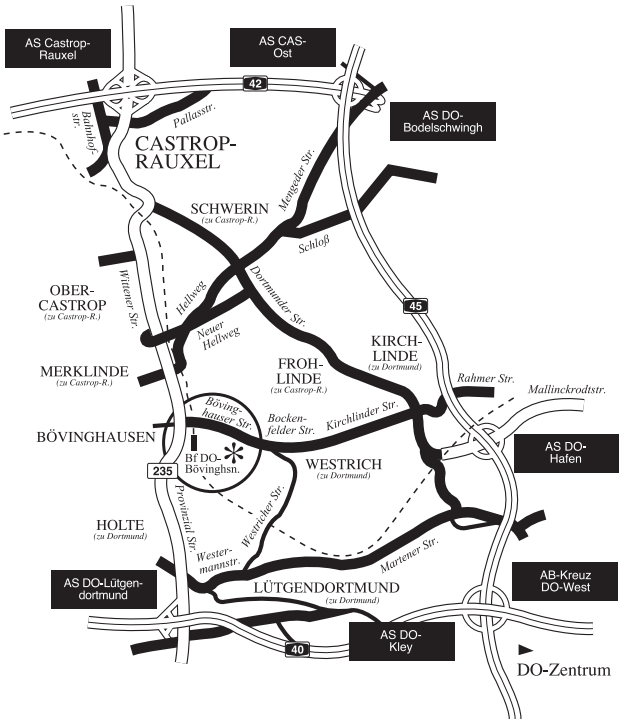 AS Castrop-
Rauxel
AS CAS-
Ost
42
AS DO-
Bodelschwingh
Bahnhof-
str.
Pallasstr.
CASTROP-
RAUXEL
Mengeder Str.
SCHWERIN
(zu Castrop-R.)
Schloß
Wittener Str.
OBER-
CASTROP
(zu Castrop-R.)
Hellweg
Neuer
Hellweg
Dortmunder Str.
45
MERKLINDE
(zu Castrop-R.)
FROH-
LINDE
(zu Castrop-R.)
KIRCH-
LINDE
(zu Dortmund)
Rahmer Str.
Mallinckrodtstr.
BÖVINGHAUSEN
Böving-
hauser Str.
Bocken-
felder Str.
Kirchlinder Str.
Bf DO-
Bövinghsn.
WESTRICH
(zu Dortmund)
AS DO-
Hafen
235
Provinzial Str.
HOLTE
(zu Dortmund)
Westricher Str.
Wester-
mannstr.
Martener Str.
AS DO-Lütgen-
dortmund
LÜTGENDORTMUND
(zu Dortmund)
AB-Kreuz
DO-West
40
AS DO-
Kley
DO-Zentrum